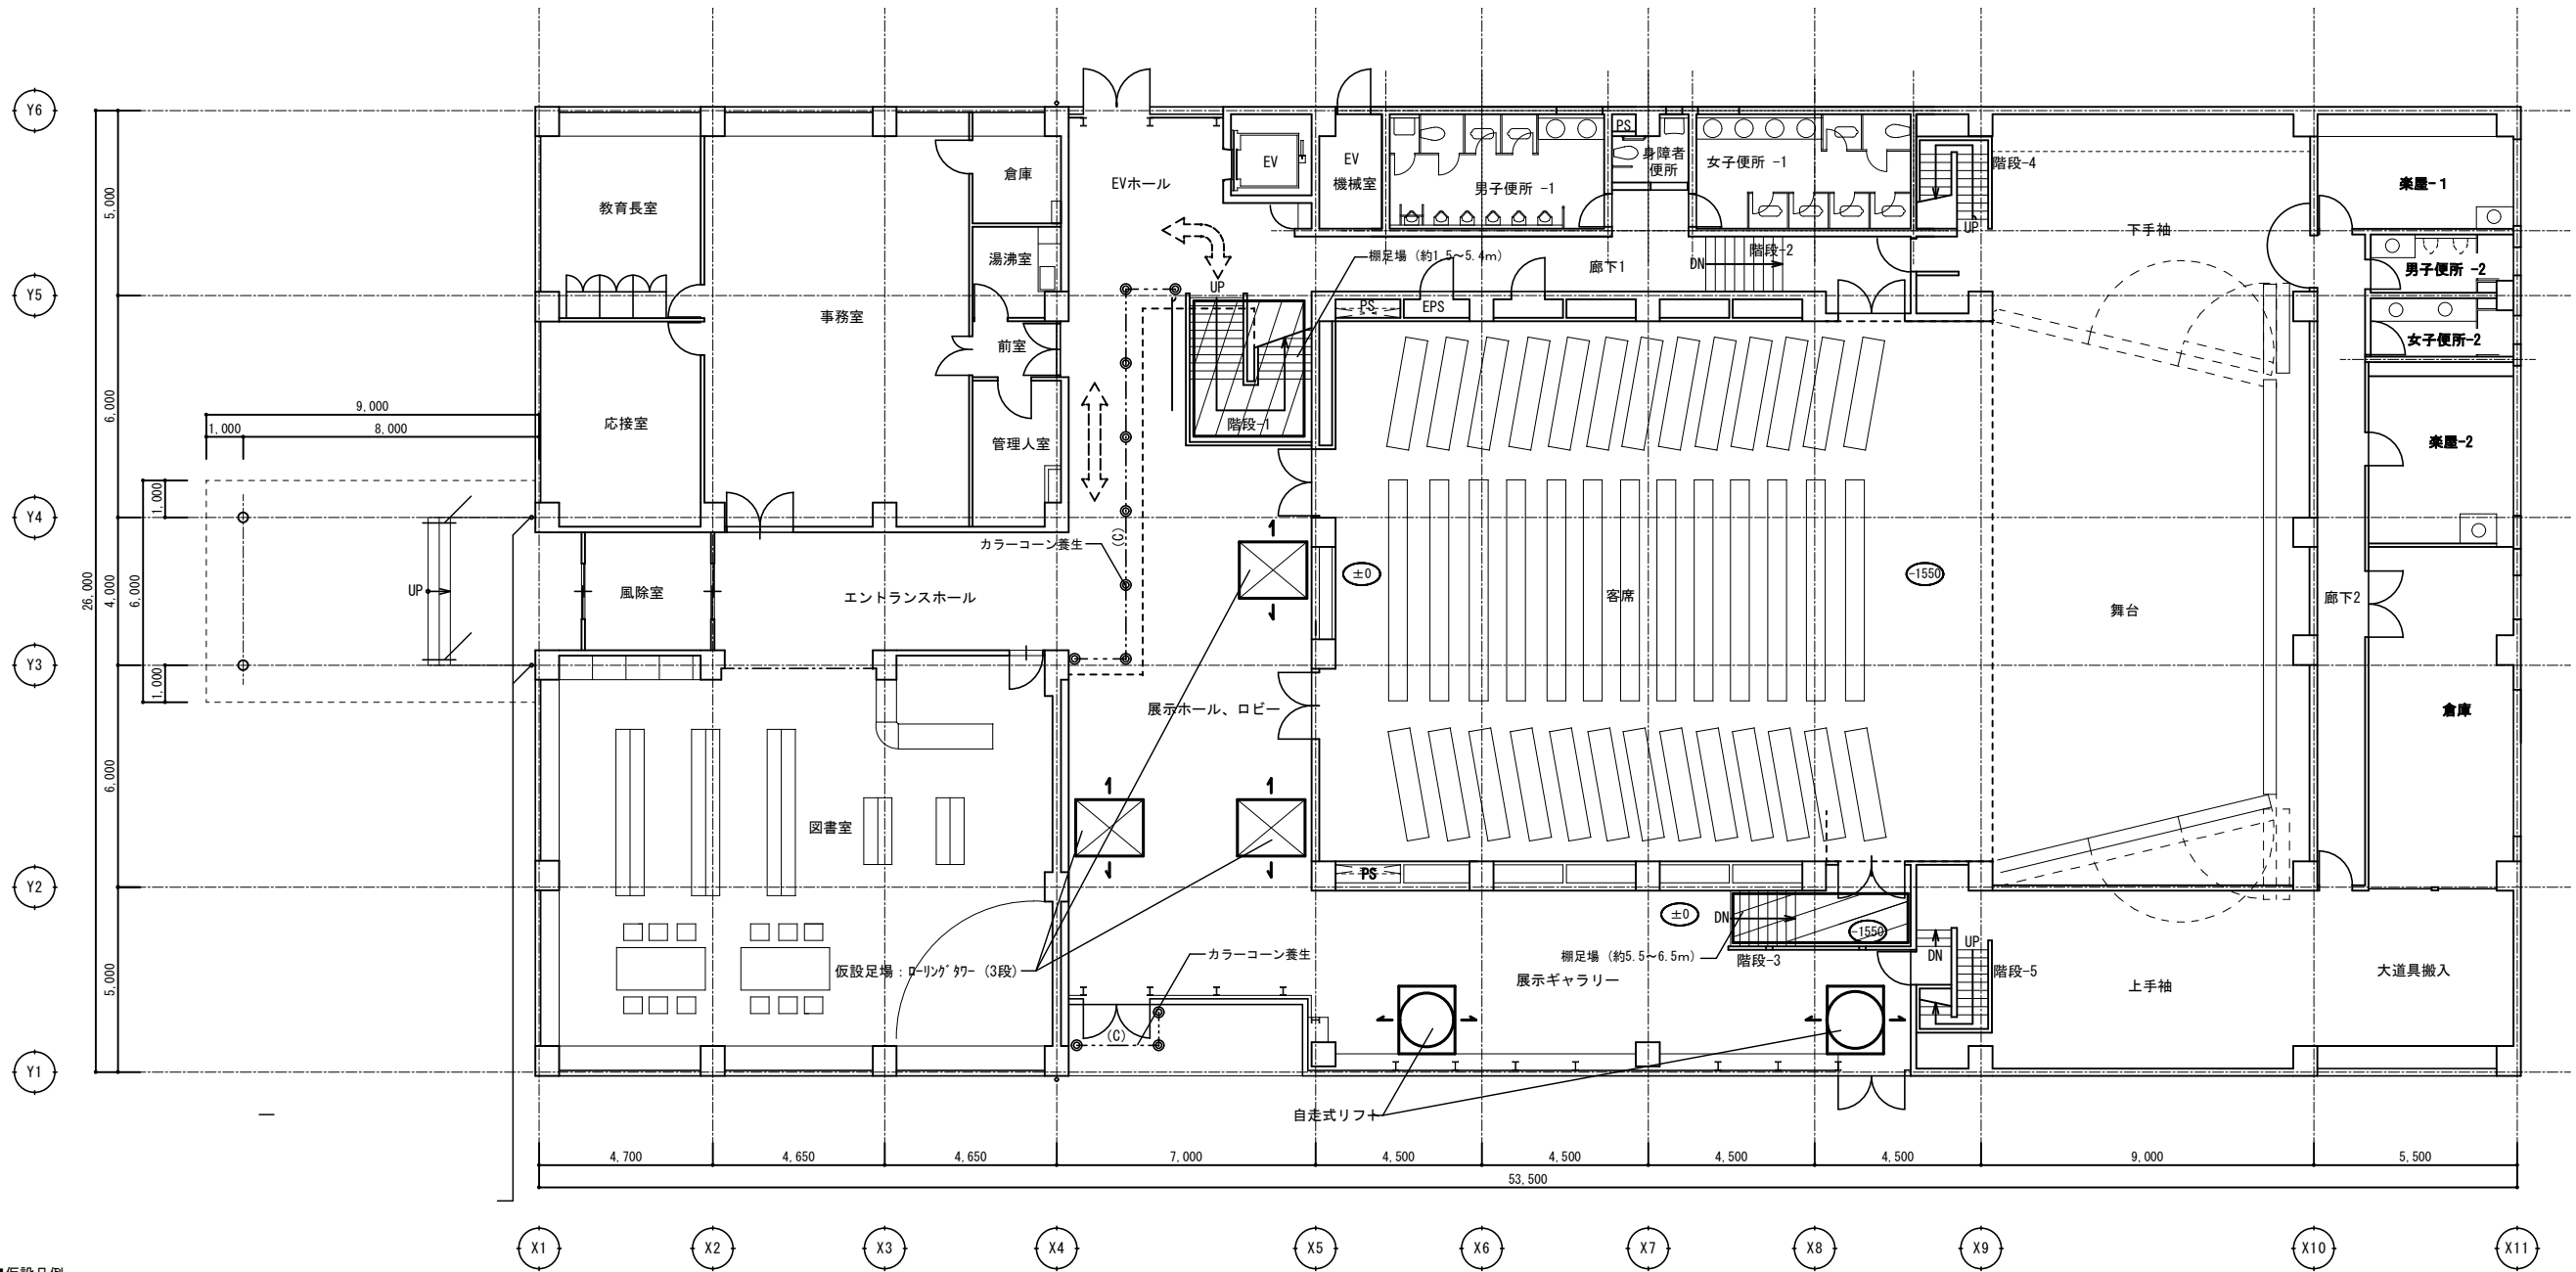 Y6
Y5
Y4
Y3
Y2
Y1
5,000
6,000
4,000
6,000
5,000
26,000
6,000
1,000
1,000
9,000
1,000
8,000
UP
教育長室
応接室
事務室
倉庫
湯沸室
前室
管理人室
EVホール
EV
EV
機械室
男子便所 -1
PS
身障者
便所
女子便所 -1
階段-4
UP
下手袖
楽屋-1
男子便所 -2
女子便所-2
楽屋-2
倉庫
廊下2
廊下1
DN
階段-2
棚足場 (約1.5～5.4m)
UP
階段-1
PS
EPS
カラーコーン養生
(C)
風除室
エントランスホール
±0
客席
-1550
舞台
展示ホール、ロビー
図書室
仮設足場：ローリングタワー (3段)
カラーコーン養生
(C)
PS
±0
DN
-1550
棚足場 (約5.5～6.5m)
階段-3
展示ギャラリー
UP
DN
階段-5
上手袖
大道具搬入
自走式リフト
4,700
4,650
4,650
7,000
4,500
4,500
4,500
4,500
9,000
5,500
53,500
X1
X2
X3
X4
X5
X6
X7
X8
X9
X10
X11